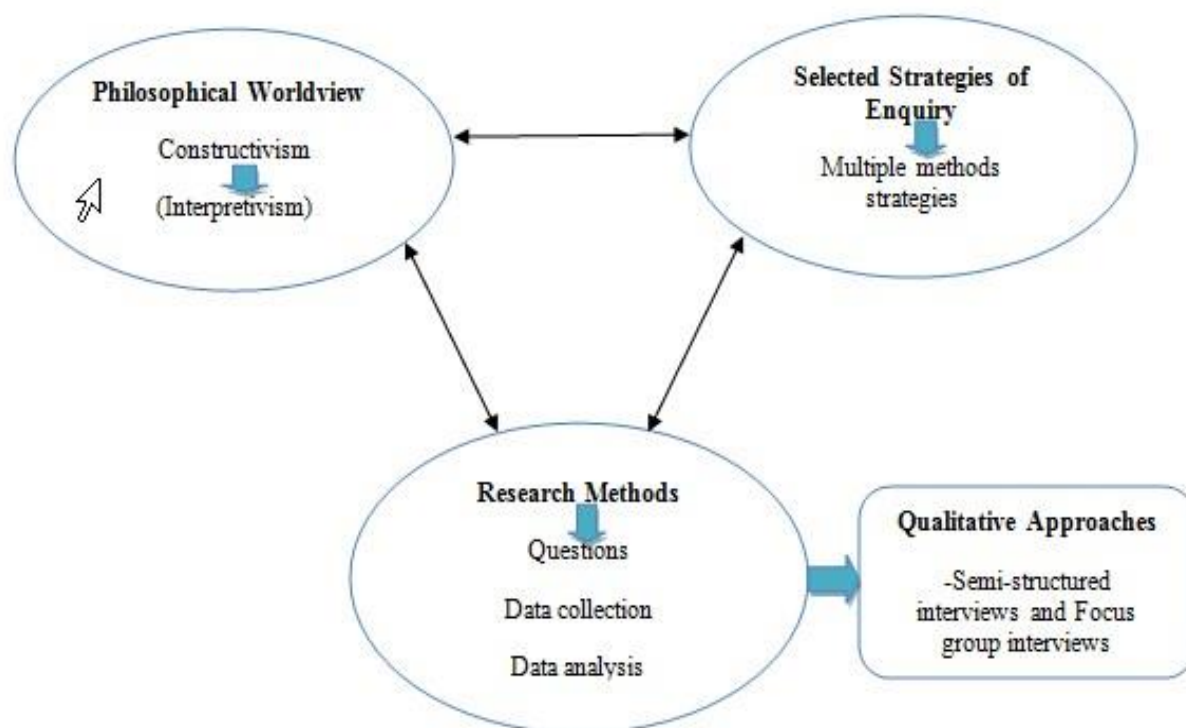 Philosophical Worldview
Constructivism
(Interpretivism)
Selected Strategies of
Enquiry
Multiple methods
strategies
Research Methods
Questions
Data collection
Data analysis
Qualitative Approaches
-Semi-structured
interviews and Focus
group interviews